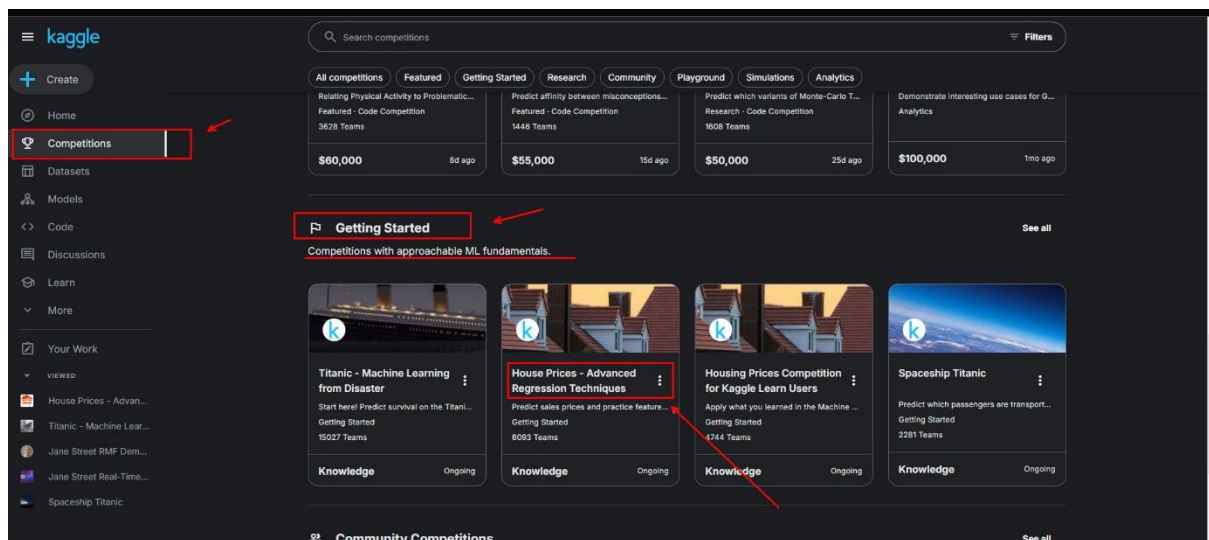 kaggle
Search competitions
Filters
Create
All competitions
Featured
Getting Started
Research
Community
Playground
Simulations
Analytics
Home
Competitions
Datasets
Models
Code
Discussions
Learn
More
Your Work
VIEWED
House Prices - Advan...
Titanic - Machine Lear...
Jane Street RMF Dem...
Jane Street Real-Time...
Spaceship Titanic
Relating Physical Activity to Problematic...
Featured · Code Competition
3628 Teams
$60,000
8d ago
Predict affinity between misconceptions...
Featured · Code Competition
1446 Teams
$55,000
15d ago
Predict which variants of Monte-Carlo T...
Research · Code Competition
1608 Teams
$50,000
25d ago
Demonstrate interesting use cases for G...
Analytics
$100,000
1mo ago
Getting Started
See all
Competitions with approachable ML fundamentals.
k
Titanic - Machine Learning
from Disaster
Start here! Predict survival on the Titani...
Getting Started
15027 Teams
Knowledge
Ongoing
k
House Prices - Advanced
Regression Techniques
Predict sales prices and practice feature...
Getting Started
6093 Teams
Knowledge
Ongoing
k
Housing Prices Competition
for Kaggle Learn Users
Apply what you learned in the Machine ...
Getting Started
4744 Teams
Knowledge
Ongoing
k
Spaceship Titanic
Predict which passengers are transport...
Getting Started
2281 Teams
Knowledge
Ongoing
Community Competitions
See all